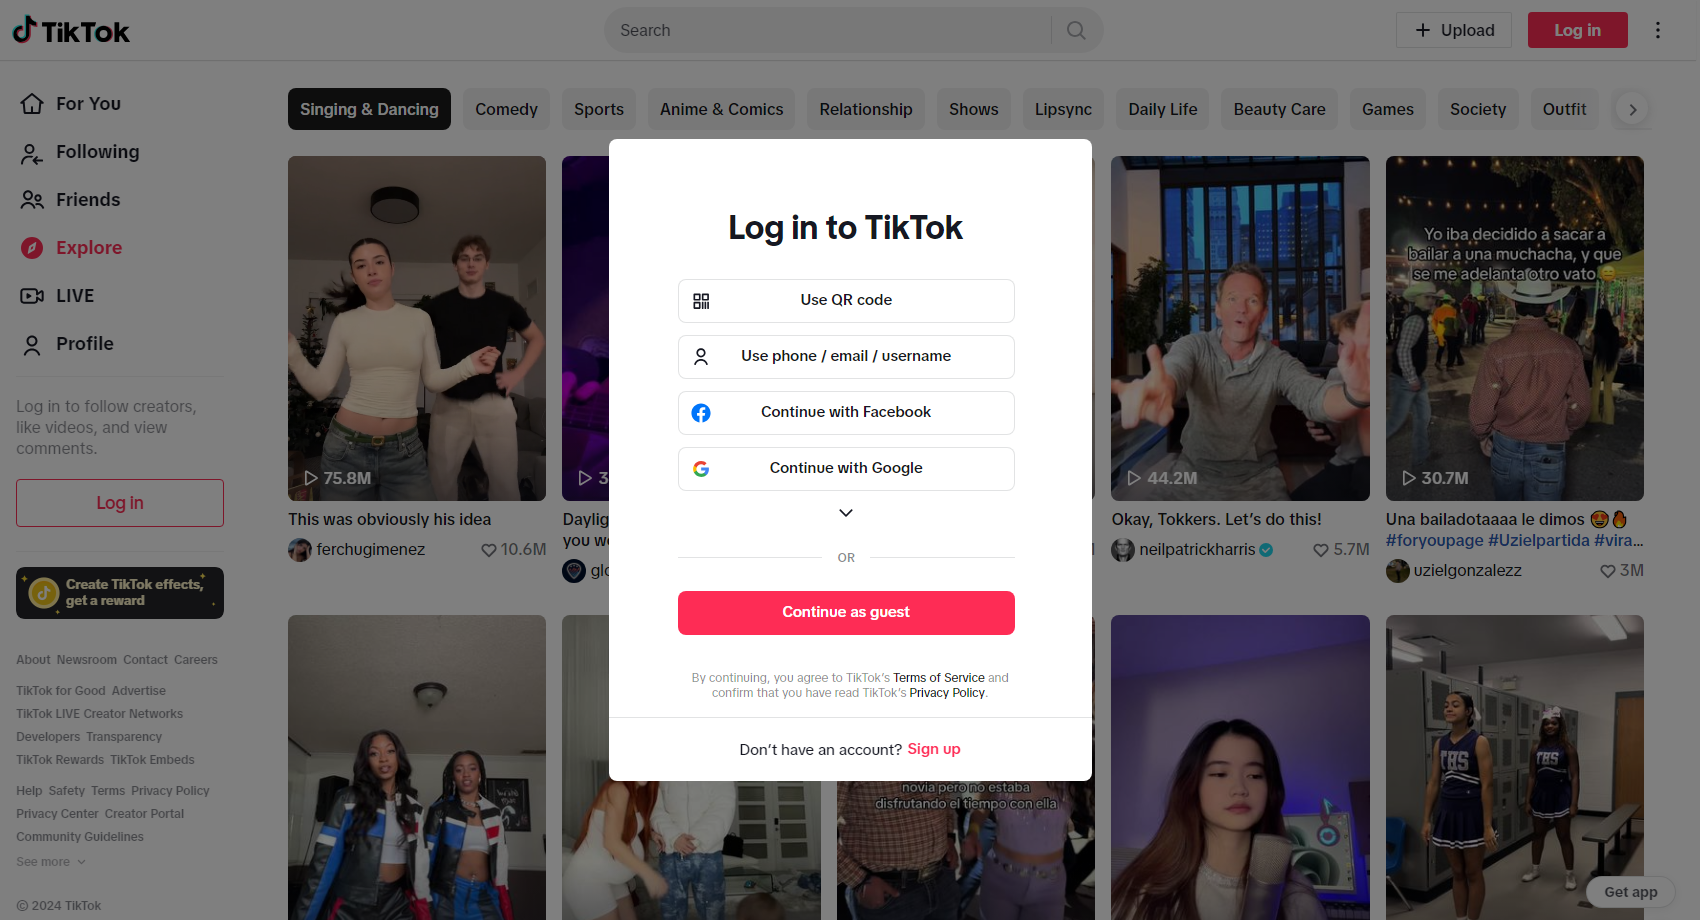 TikTok
Search
Upload
Log in
For You
Following
Friends
Explore
LIVE
Profile
Log in to follow creators,
like videos, and view
comments.
Log in
Create TikTok effects,
get a reward
About Newsroom Contact Careers
TikTok for Good Advertise
TikTok LIVE Creator Networks
Developers Transparency
TikTok Rewards TikTok Embeds
Help Safety Terms Privacy Policy
Privacy Center Creator Portal
Community Guidelines
See more
© 2024 TikTok
Singing & Dancing
Comedy
Sports
Anime & Comics
Relationship
Shows
Lipsync
Daily Life
Beauty Care
Games
Society
Outfit
75.8M
This was obviously his idea
ferchugimenez
10.6M
3
Daylig
you we
glo
Log in to TikTok
Use QR code
Use phone / email / username
Continue with Facebook
Continue with Google
OR
Continue as guest
By continuing, you agree to TikTok's Terms of Service and
confirm that you have read TikTok's Privacy Policy.
Don't have an account? Sign up
44.2M
Okay, Tokkers. Let's do this!
neilpatrickharris
5.7M
Yo iba decidido a sacar a
bailar a una muchacha, y que
se me adelanta otro vato 😄
30.7M
Una bailadotaaaa le dimos 😍🔥
#foryoupage #Uzielpartida #vira...
uzielgonzalezz
3M
novia pero no estaba
disfrutando el tiempo con ella
THS
THS
Get app